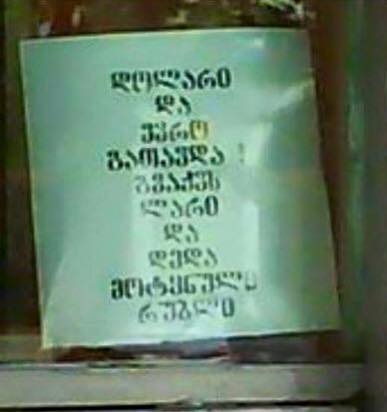 დოლარი
და
ევრო
გათავდა !
გვაქვს
ლარი
და
დედა
მოტყნული
რუბლი